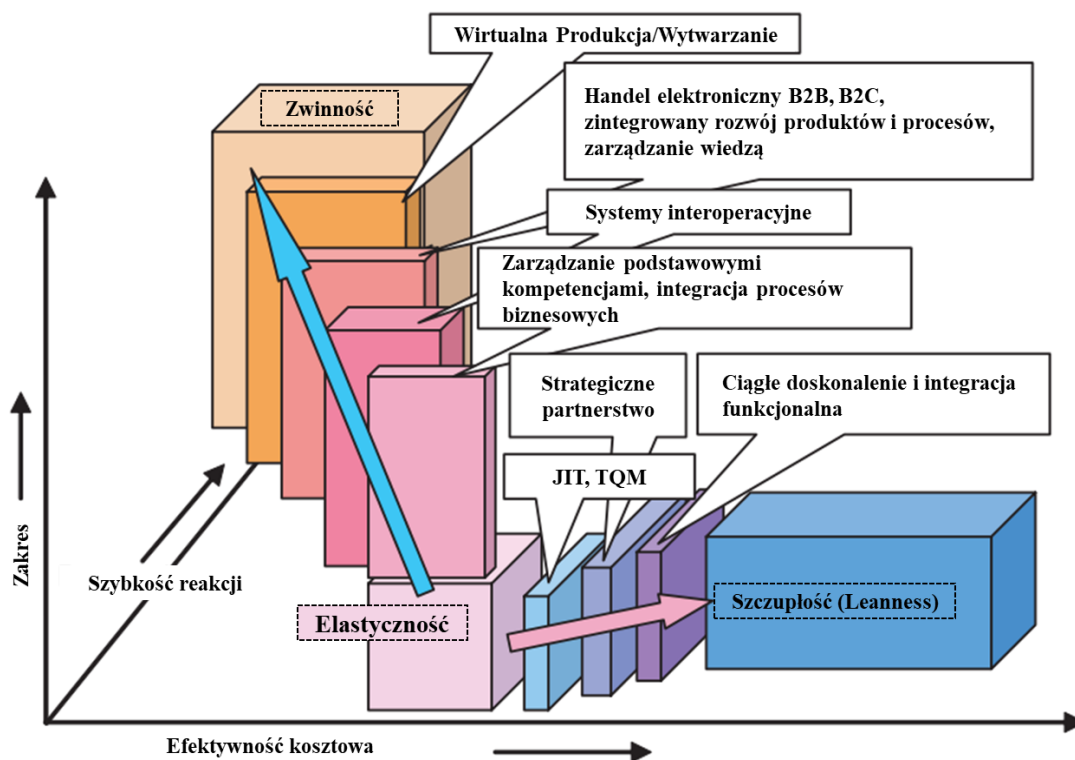 Wirtualna Produkcja/Wytwarzanie
Zwinność
Handel elektroniczny B2B, B2C,
zintegrowany rozwój produktów i procesów,
zarządzanie wiedzą
Systemy interoperacyjne
Zarządzanie podstawowymi
kompetencjami, integracja procesów
biznesowych
Strategiczne
partnerstwo
Ciągłe doskonalenie i integracja
funkcjonalna
JIT, TQM
Zakres
Szybkość reakcji
Elastyczność
Szczupłość (Leanness)
Efektywność kosztowa